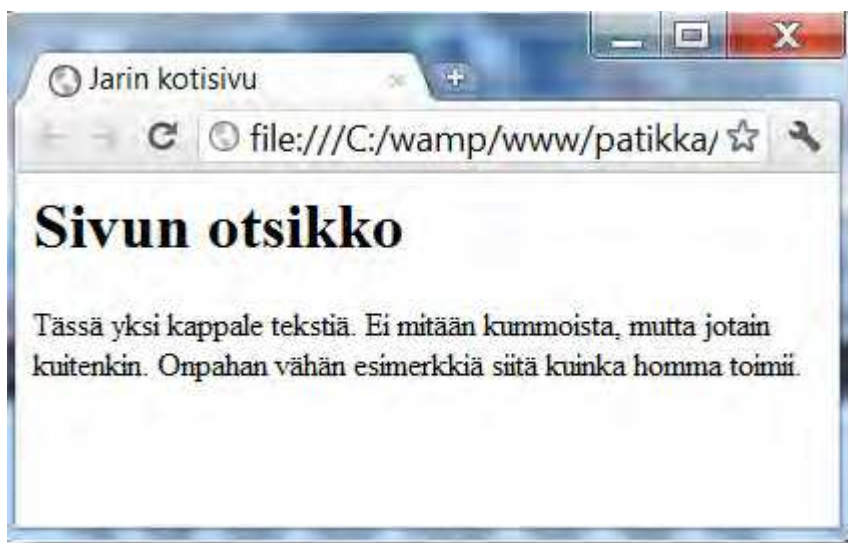 Jarin kotisivu
file:///C:/wamp/www/patikka/
Sivun otsikko
Tässä yksi kappale tekstiä. Ei mitään kummoista, mutta jotain
kuitenkin. Onpahan vähän esimerkkiä siitä kuinka homma toimii.